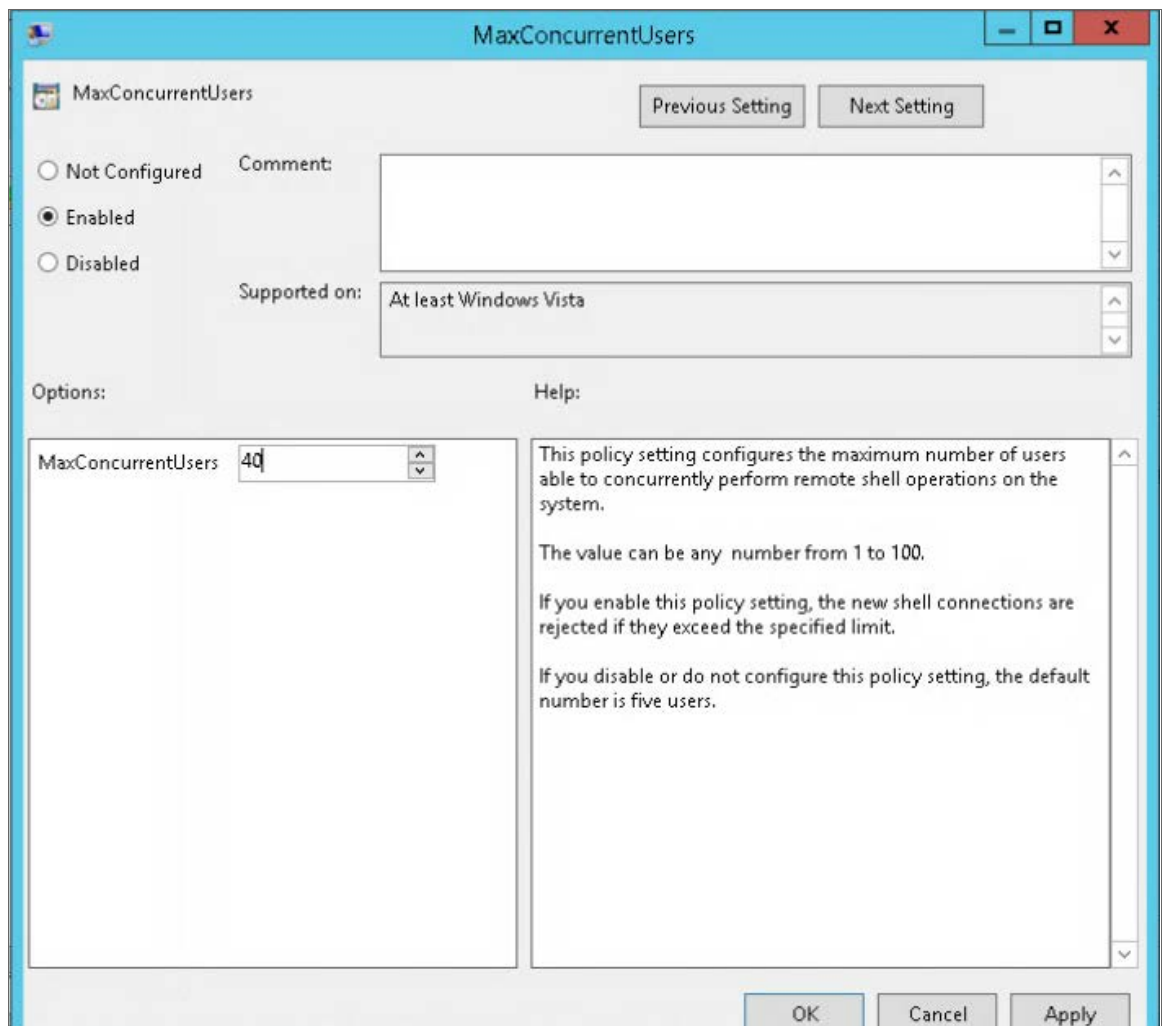 MaxConcurrentUsers
MaxConcurrentUsers
Previous Setting
Next Setting
Not Configured
Comment:
Enabled
Disabled
Supported on:
At least Windows Vista
Options:
Help:
MaxConcurrentUsers 40
This policy setting configures the maximum number of users
able to concurrently perform remote shell operations on the
system.
The value can be any number from 1 to 100.
If you enable this policy setting, the new shell connections are
rejected if they exceed the specified limit.
If you disable or do not configure this policy setting, the default
number is five users.
OK
Cancel
Apply